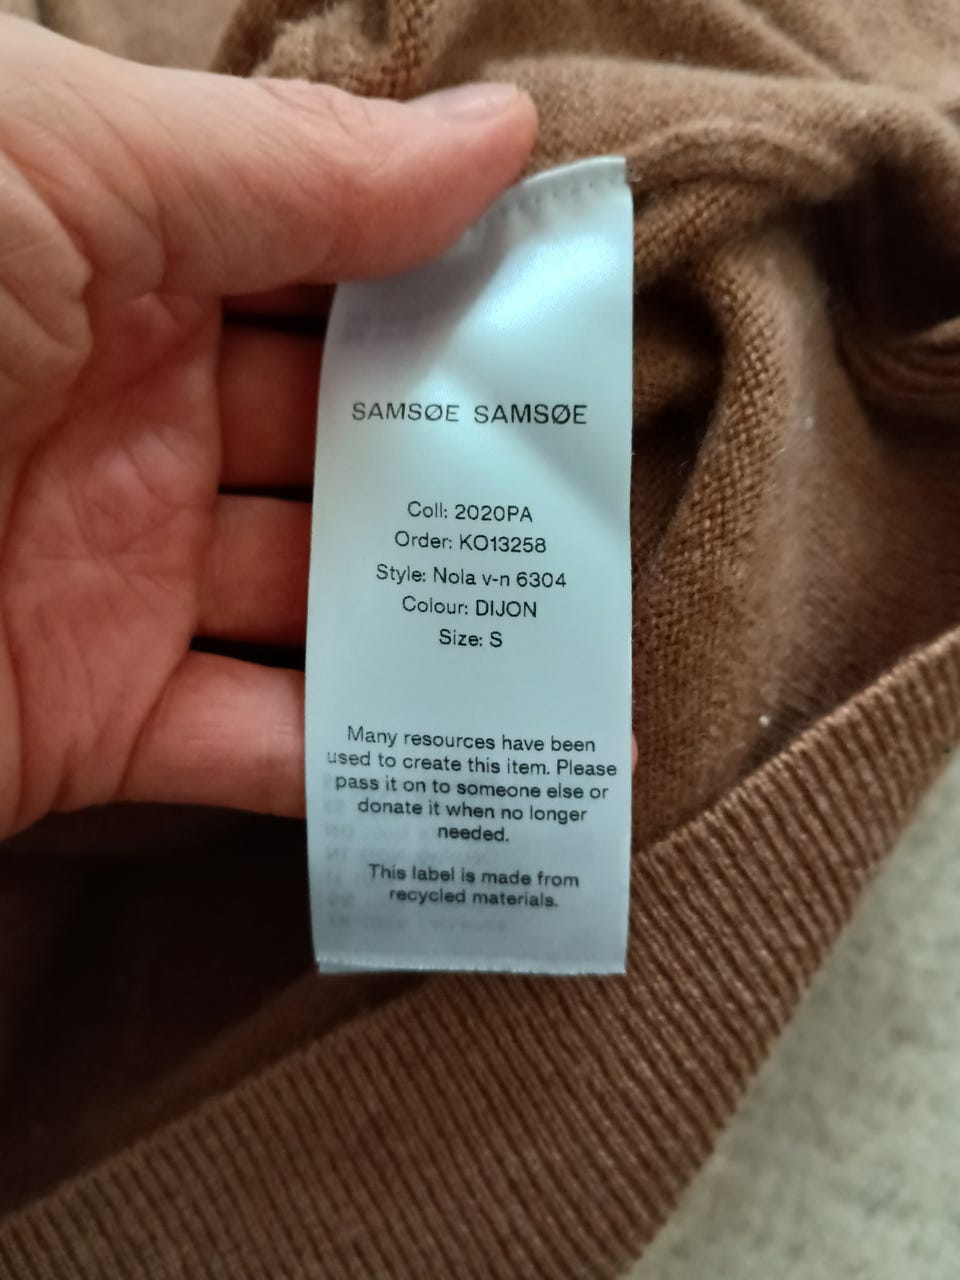 SAMSØE SAMSØE
Coll: 2020PA
Order: KO13258
Style: Nola v-n 6304
Colour: DIJON
Size: S
Many resources have been
used to create this item. Please
pass it on to someone else or
donate it when no longer
needed.
This label is made from
recycled materials.